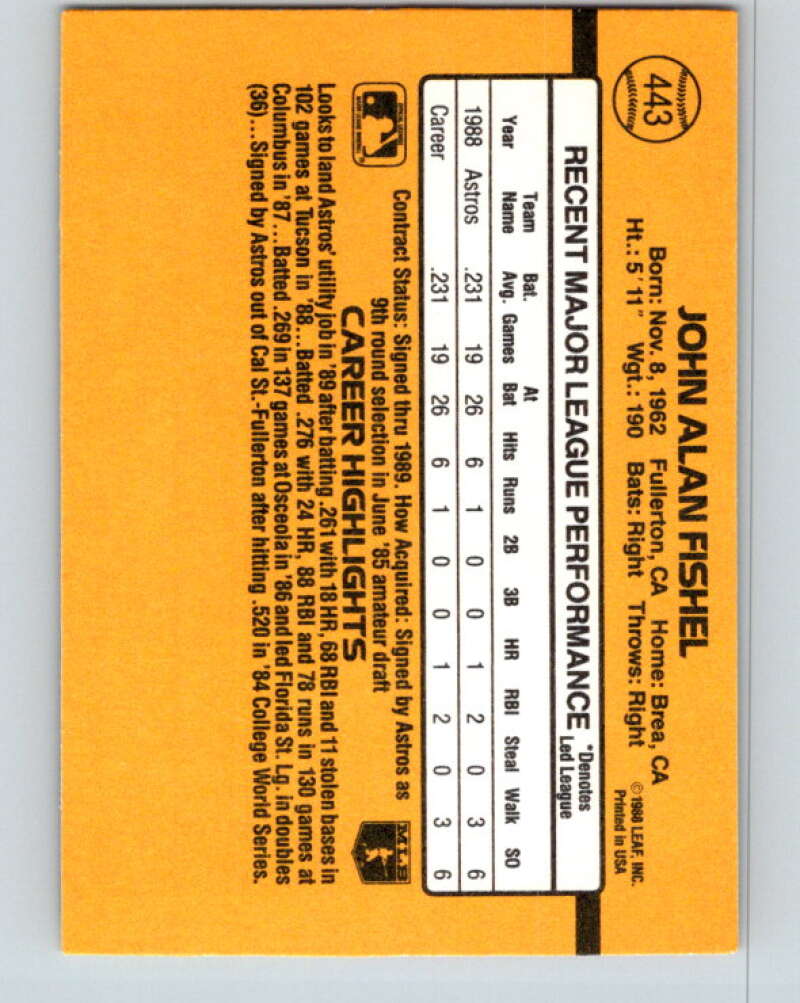 443
JOHN ALAN FISHEL
Born: Nov. 8, 1962 Fullerton, CA Home: Brea, CA
Ht.: 5'11" Wgt.: 190 Bats: Right Throws: Right
©1988 LEAF, INC.
Printed in USA
RECENT MAJOR LEAGUE PERFORMANCE
*Denotes
Led League
Year Team Name Bat. Avg. Games At Bat Hits Runs 2B 3B HR RBI Steal Walk SO
1988 Astros .231 19 26 6 1 0 0 1 2 0 3 6
Career .231 19 26 6 1 0 0 1 2 0 3 6
Contract Status: Signed thru 1989. How Acquired: Signed by Astros as
9th round selection in June '85 amateur draft
MLB
CAREER HIGHLIGHTS
Looks to land Astros' utility job in '89 after batting .261 with 18 HR, 68 RBI and 11 stolen bases in
102 games at Tucson in '88...Batted .276 with 24 HR, 88 RBI and 78 runs in 130 games at
Columbus in '87...Batted .269 in 137 games at Osceola in '86 and led Florida St. Lg. in doubles
(36)...Signed by Astros out of Cal St.-Fullerton after hitting .520 in '84 College World Series.